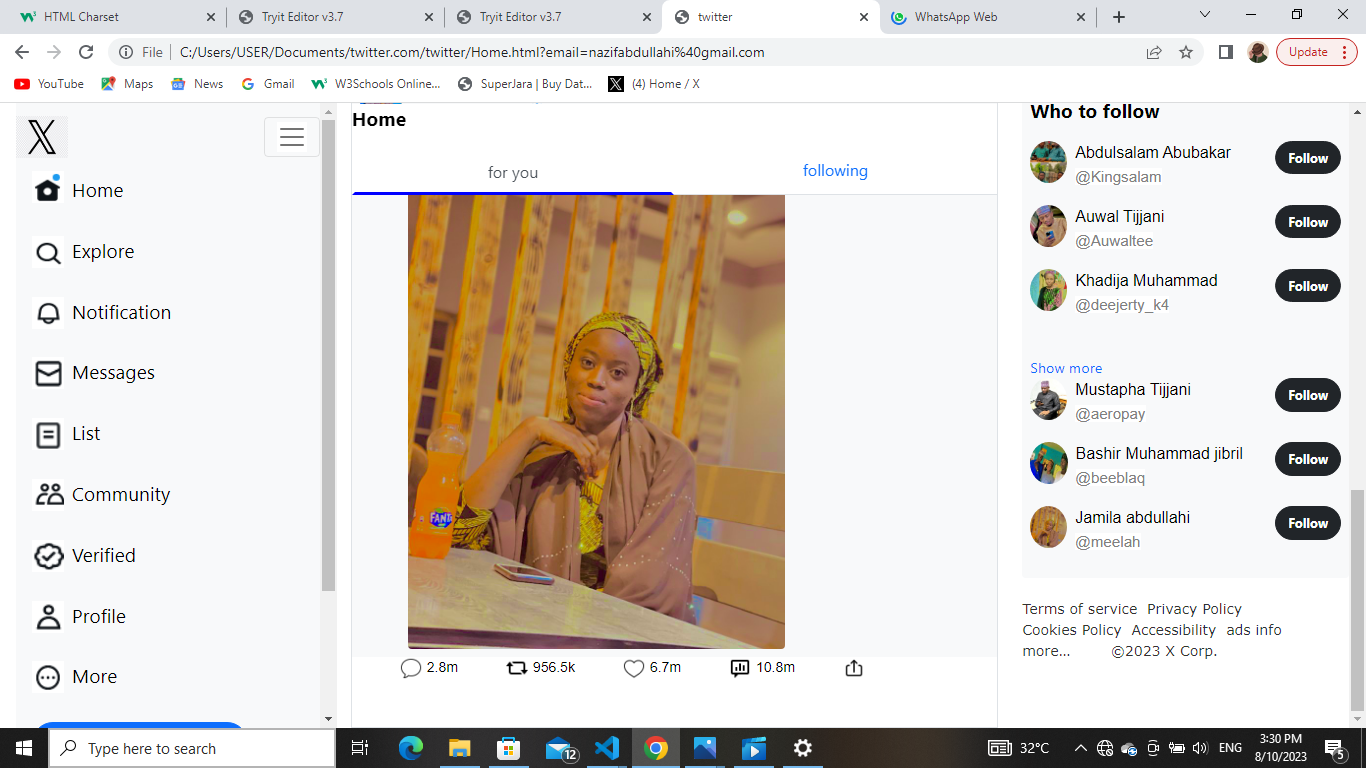 HTML Charset
Tryit Editor v3.7
Tryit Editor v3.7
twitter
WhatsApp Web
File
C:/Users/USER/Documents/twitter.com/twitter/Home.html?email=nazifabdullahi%40gmail.com
Update
YouTube
Maps
News
Gmail
W3Schools Online...
SuperJara | Buy Dat...
(4) Home / X
X
Home
Explore
Notification
Messages
List
Community
Verified
Profile
More
Home
for you
following
FANTA
2.8m
956.5k
6.7m
10.8m
Who to follow
Abdulsalam Abubakar
@Kingsalam
Follow
Auwal Tijjani
@Auwaltee
Follow
Khadija Muhammad
@deejerty_k4
Follow
Show more
Mustapha Tijjani
@aeropay
Follow
Bashir Muhammad jibril
@beeblaq
Follow
Jamila abdullahi
@meelah
Follow
Terms of service Privacy Policy
Cookies Policy Accessibility ads info
more... ©2023 X Corp.
Type here to search
12
32°C
ENG
3:30 PM
8/10/2023
5